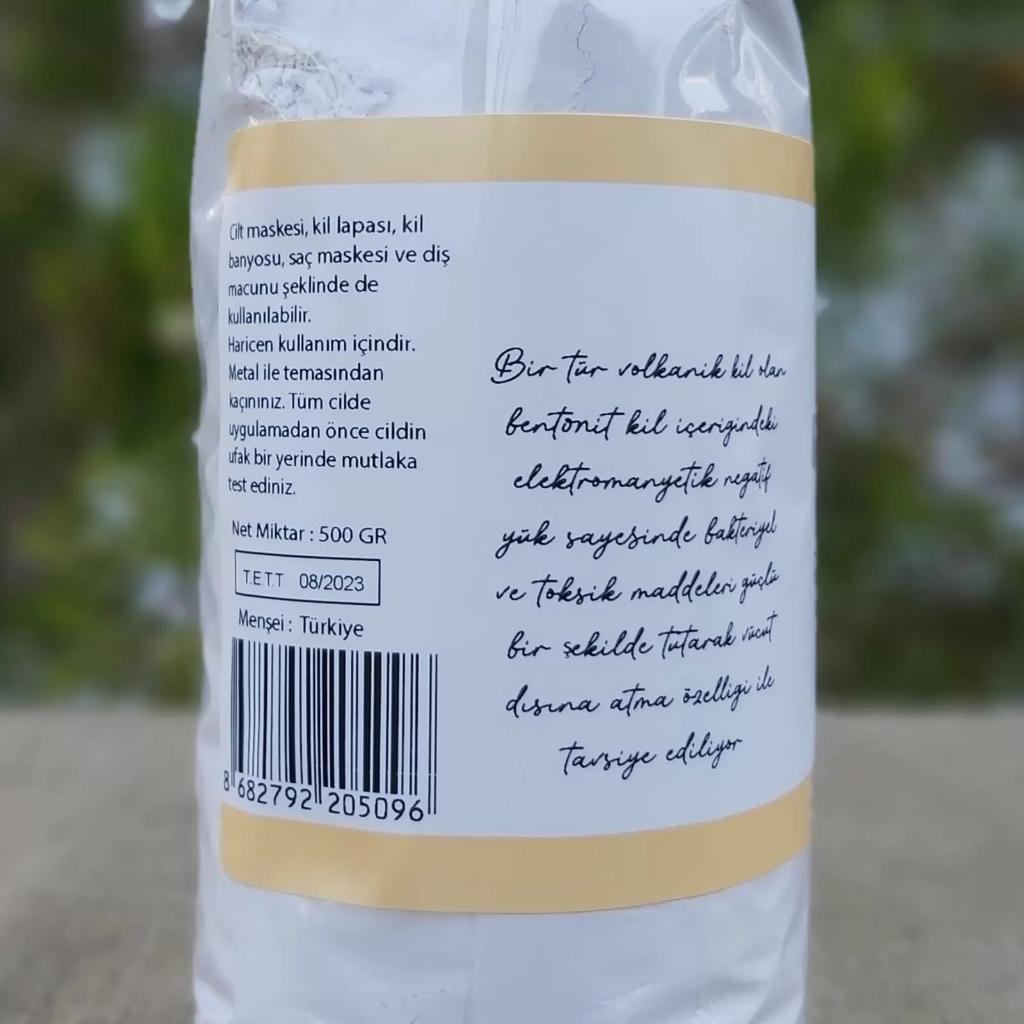 Cilt maskesi, kil lapası, kil
banyosu, saç maskesi ve diş
macunu şeklinde de
kullanılabilir.
Haricen kullanım içindir.
Metal ile temasından
kaçınınız. Tüm cilde
uygulamadan önce cildin
ufak bir yerinde mutlaka
test ediniz.
Net Miktar : 500 GR
T.E.T.T 08/2023
Menşei : Türkiye
8 682792 205096
Bir tür volkanik kil olan
bentonit kil içerigindeki
elektromanyetik negatif
yük sayesinde bakteriyel
ve toksik maddeleri güçlü
bir şekilde tutarak vücut
dısına atma özelligi ile
tavsiye ediliyor